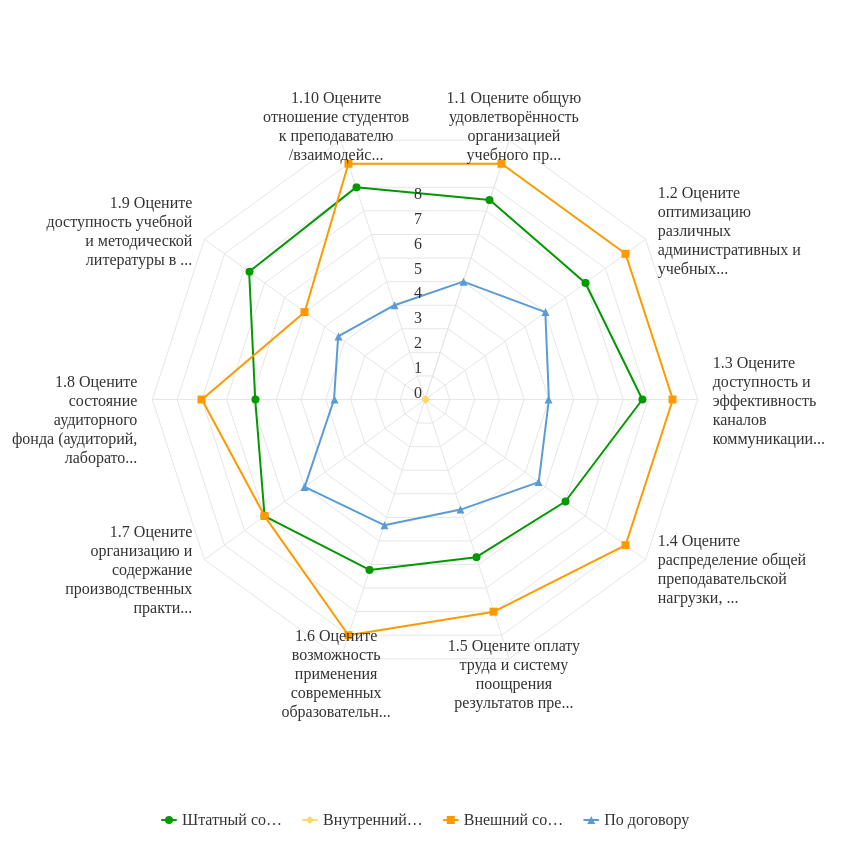 1.10 Оцените
отношение студентов
к преподавателю
/взаимодейс...
1.1 Оцените общую
удовлетворённость
организацией
учебного пр...
1.2 Оцените
оптимизацию
различных
административных и
учебных...
1.3 Оцените
доступность и
эффективность
каналов
коммуникации...
1.4 Оцените
распределение общей
преподавательской
нагрузки, ...
1.5 Оцените оплату
труда и систему
поощрения
результатов пре...
1.6 Оцените
возможность
применения
современных
образовательн...
1.7 Оцените
организацию и
содержание
производственных
практи...
1.8 Оцените
состояние
аудиторного
фонда (аудиторий,
лаборато...
1.9 Оцените
доступность учебной
и методической
литературы в ...
8
7
6
5
4
3
2
1
0
Штатный со… Внутренний… Внешний со… По договору